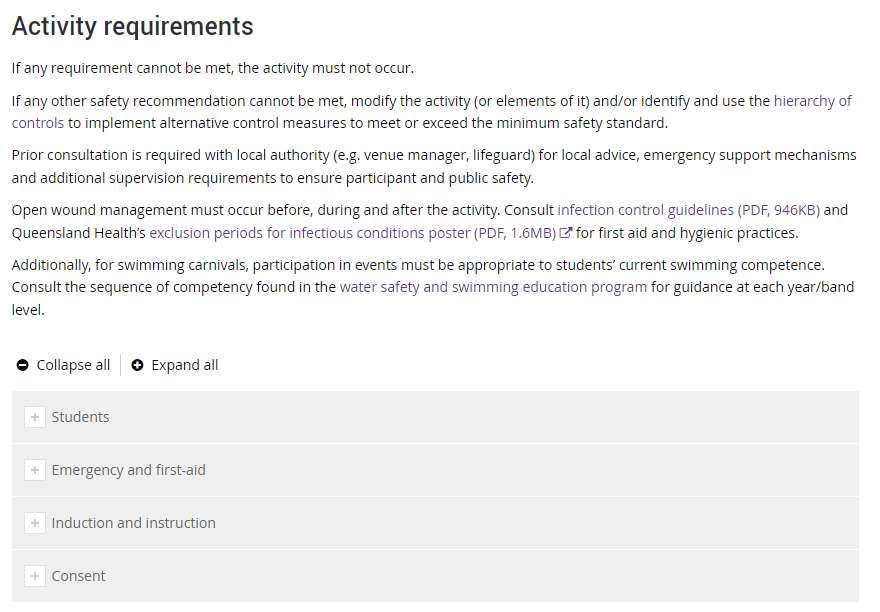 Activity requirements
If any requirement cannot be met, the activity must not occur.
If any other safety recommendation cannot be met, modify the activity (or elements of it) and/or identify and use the hierarchy of
controls to implement alternative control measures to meet or exceed the minimum safety standard.
Prior consultation is required with local authority (e.g. venue manager, lifeguard) for local advice, emergency support mechanisms
and additional supervision requirements to ensure participant and public safety.
Open wound management must occur before, during and after the activity. Consult infection control guidelines (PDF, 946KB) and
Queensland Health’s exclusion periods for infectious conditions poster (PDF, 1.6MB) for first aid and hygienic practices.
Additionally, for swimming carnivals, participation in events must be appropriate to students’ current swimming competence.
Consult the sequence of competency found in the water safety and swimming education program for guidance at each year/band
level.
Collapse all Expand all
Students
Emergency and first-aid
Induction and instruction
Consent